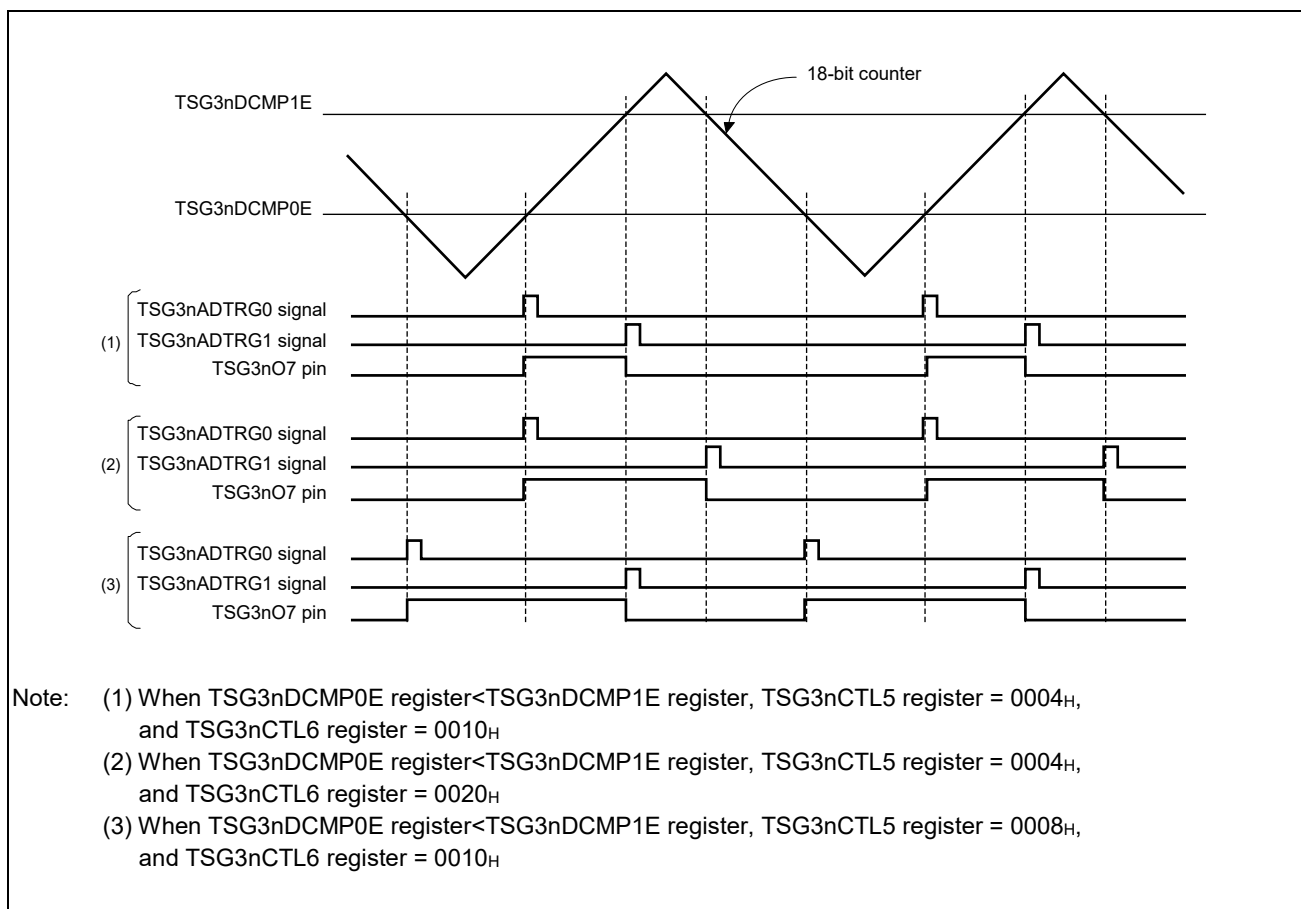 18-bit counter
TSG3nDCMP1E
TSG3nDCMP0E
TSG3nADTRG0 signal
(1) TSG3nADTRG1 signal
TSG3nO7 pin
TSG3nADTRG0 signal
(2) TSG3nADTRG1 signal
TSG3nO7 pin
TSG3nADTRG0 signal
(3) TSG3nADTRG1 signal
TSG3nO7 pin
Note: (1) When TSG3nDCMP0E register<TSG3nDCMP1E register, TSG3nCTL5 register = 0004H,
and TSG3nCTL6 register = 0010H
(2) When TSG3nDCMP0E register<TSG3nDCMP1E register, TSG3nCTL5 register = 0004H,
and TSG3nCTL6 register = 0020H
(3) When TSG3nDCMP0E register<TSG3nDCMP1E register, TSG3nCTL5 register = 0008H,
and TSG3nCTL6 register = 0010H